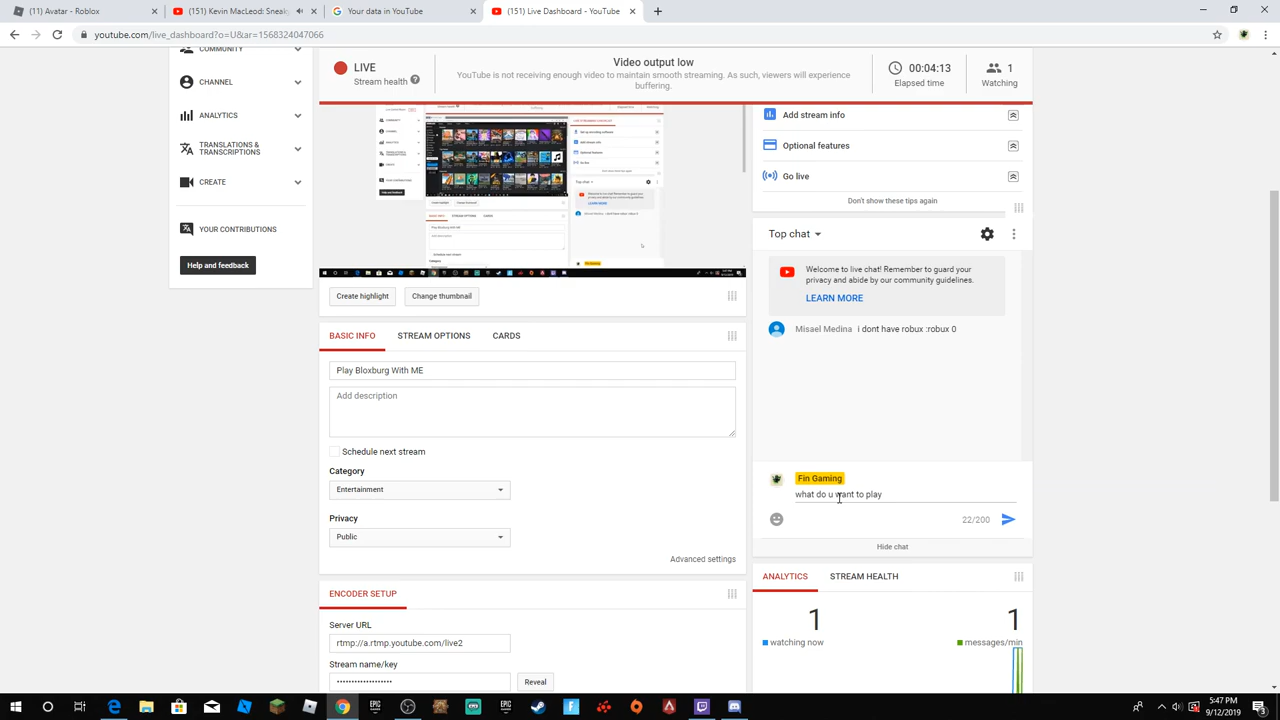 (11) Avatar - Roblox
(151) Kevin MacLeod: Sneak
Your data in YouTube
(151) Live Dashboard - YouTube
youtube.com/live_dashboard?o=U&ar=1568324047066
COMMUNITY
CHANNEL
ANALYTICS
TRANSLATIONS &
TRANSCRIPTIONS
CREATE
YOUR CONTRIBUTIONS
Help and feedback
LIVE
Stream health
Video output low
YouTube is not receiving enough video to maintain smooth streaming. As such, viewers will experience
buffering.
00:04:13
Elapsed time
1
Watching
Create highlight
Change thumbnail
BASIC INFO
STREAM OPTIONS
CARDS
Play Bloxburg With ME
Add description
Schedule next stream
Category
Entertainment
Privacy
Public
Advanced settings
ENCODER SETUP
Server URL
rtmp://a.rtmp.youtube.com/live2
Stream name/key
Reveal
Add stream info
Optional features
Go live
Don't show these tips again
Top chat
Welcome to live chat! Remember to guard your
privacy and abide by our community guidelines.
LEARN MORE
Misael Medina i dont have robux :robux 0
Fin Gaming
what do u want to play
22/200
Hide chat
ANALYTICS
STREAM HEALTH
1
watching now
1
messages/min
5:47 PM
9/12/2019